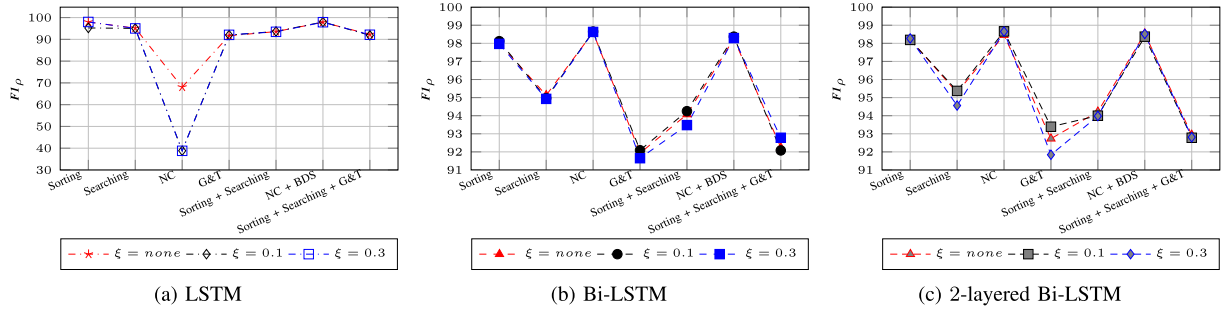 100
90
80
70
60
50
40
30
FI_ρ
Sorting
Searching
NC
G&T
Sorting + Searching
NC + BDS
Sorting + Searching + G&T
ξ = none ξ = 0.1 ξ = 0.3
(a) LSTM
100
99
98
96
95
94
93
92
91
FI_ρ
Sorting
Searching
NC
G&T
Sorting + Searching
NC + BDS
Sorting + Searching + G&T
ξ = none ξ = 0.1 ξ = 0.3
(b) Bi-LSTM
100
99
98
96
95
94
93
92
91
FI_ρ
Sorting
Searching
NC
G&T
Sorting + Searching
NC + BDS
Sorting + Searching + G&T
ξ = none ξ = 0.1 ξ = 0.3
(c) 2-layered Bi-LSTM